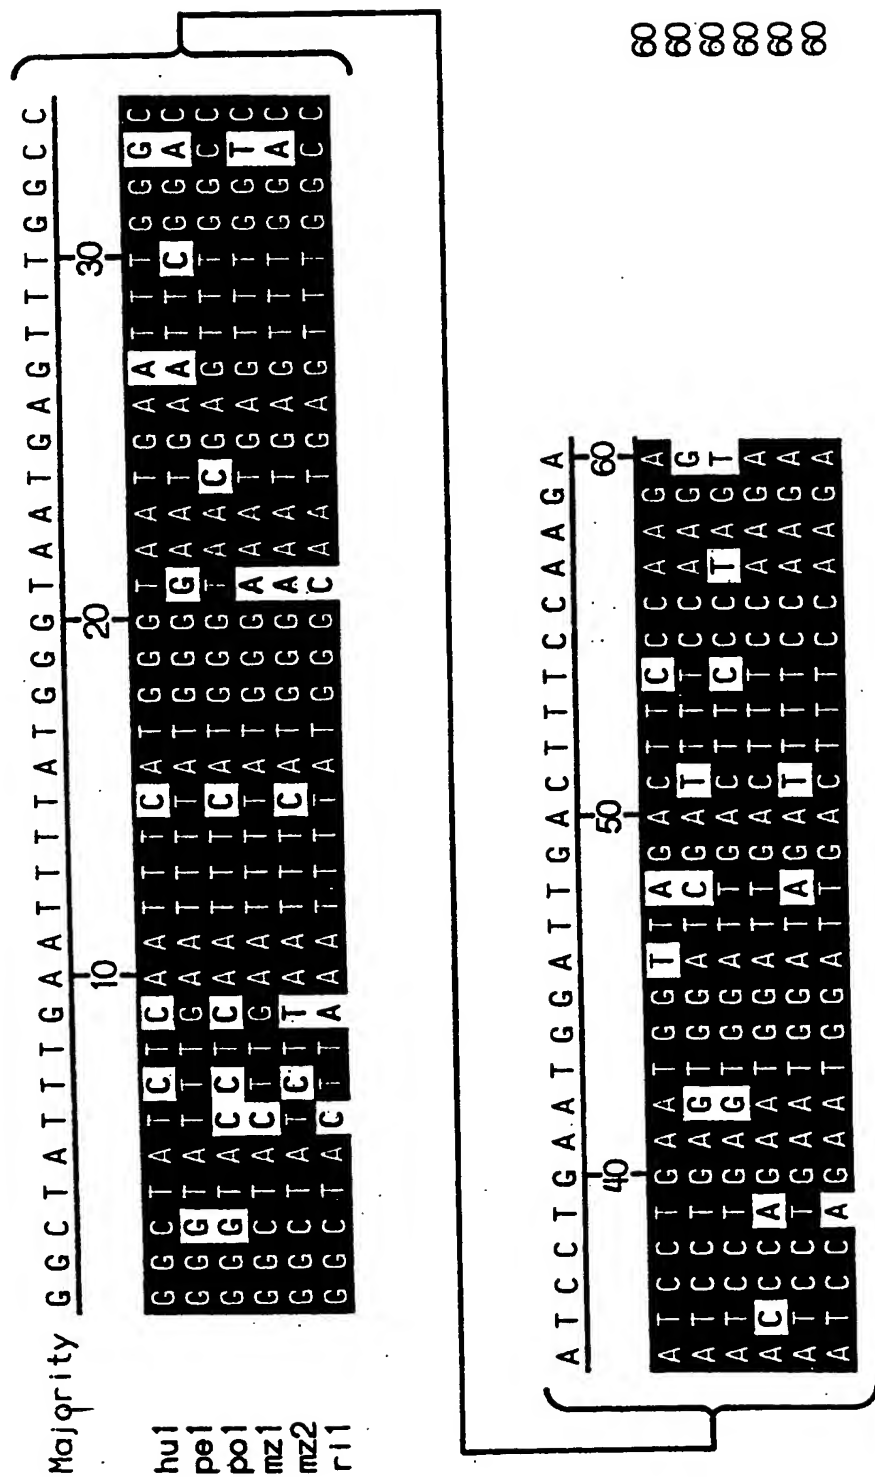 Majority G G C T A T T T G A A T T T T A T G G G T A A T G A G T T T G G C C
10 20 30
hu1 G G C T A T C T C A A T T T C A T G G G T A A T G A A T T T G G G C
pe1 G G G T A T T T G A A T T T T A T G G G G A A T G A A T T C G G A C
po1 G G G T A C C T C A A T T T C A T G G G T A A C G A G T T T G G C C
mz1 G G C T A C T T G A A T T T T A T G G G A A A T G A G T T T G G T C
mz2 G G C T A T C T T A A T T T C A T G G G A A A T G A G T T T G G A C
ri1 G G C T A C T T A A A T T T T A T G G G C A A T G A G T T T G G C C
A T C C T G A A T G G A T T G A C T T T C C A A G A
40 50 60
A T C C T G A A T G G T T A G A C T T C C C A A G A 60
A T C C T G A G T G G A T C G A T T T T C C A A G G 60
A T C C T G A G T G G A T T G A C T T C C C T A G T 60
A C C C A G A A T G G A T T G A C T T T C C A A G A 60
A T C C T G A A T G G A T A G A T T T T C C A A G A 60
A T C C A G A A T G G A T T G A C T T T C C A A G A 60